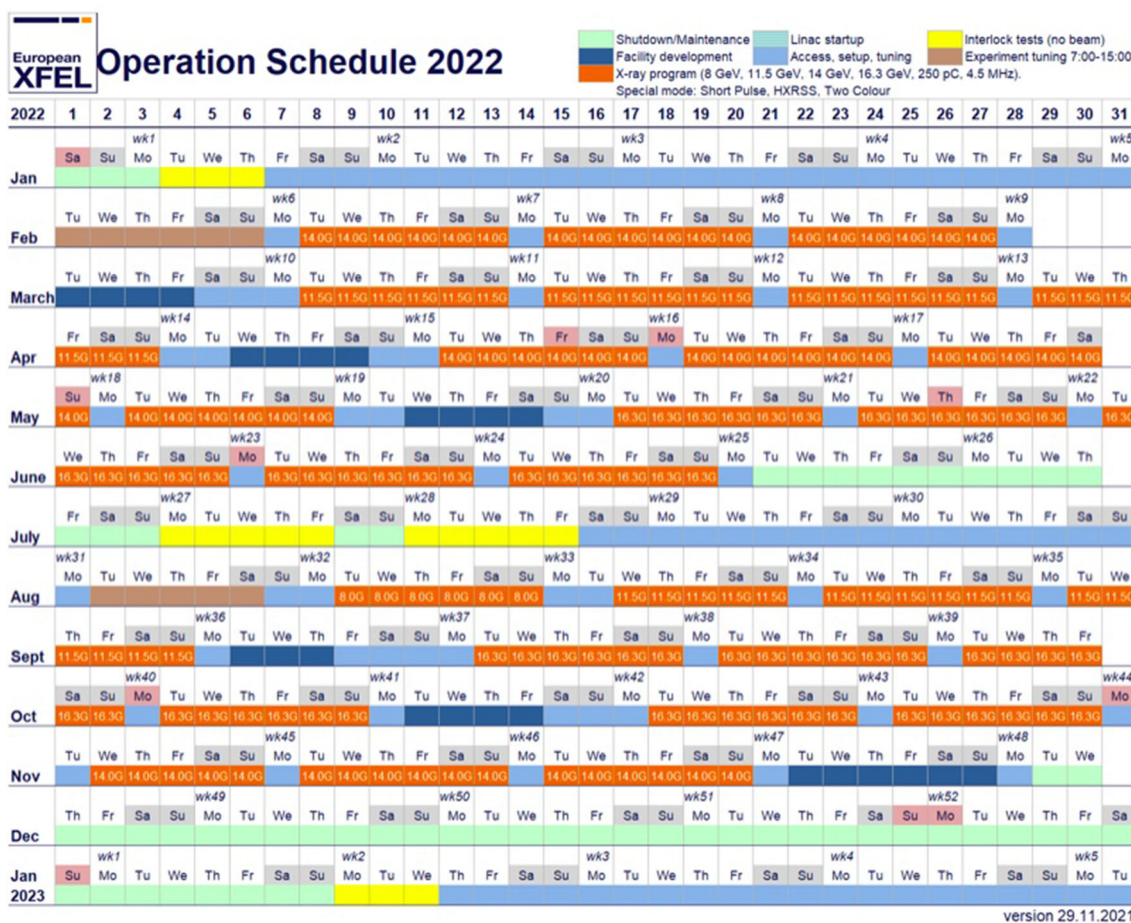 European
XFEL
Operation Schedule 2022
Shutdown/Maintenance Linac startup Interlock tests (no beam)
Facility development Access, setup, tuning Experiment tuning 7:00-15:00
X-ray program (8 GeV, 11.5 GeV, 14 GeV, 16.3 GeV, 250 pC, 4.5 MHz).
Special mode: Short Pulse, HXRSS, Two Colour
2022 1 2 3 4 5 6 7 8 9 10 11 12 13 14 15 16 17 18 19 20 21 22 23 24 25 26 27 28 29 30 31
wk1 wk2 wk3 wk4 wk5
Sa Su Mo Tu We Th Fr Sa Su Mo Tu We Th Fr Sa Su Mo Tu We Th Fr Sa Su Mo Tu We Th Fr Sa Su Mo
Jan
wk6 wk7 wk8 wk9
Tu We Th Fr Sa Su Mo Tu We Th Fr Sa Su Mo Tu We Th Fr Sa Su Mo Tu We Th Fr Sa Su Mo
Feb 14.0G 14.0G 14.0G 14.0G 14.0G 14.0G 14.0G 14.0G 14.0G 14.0G 14.0G 14.0G 14.0G 14.0G 14.0G 14.0G 14.0G 14.0G
wk10 wk11 wk12 wk13
Tu We Th Fr Sa Su Mo Tu We Th Fr Sa Su Mo Tu We Th Fr Sa Su Mo Tu We Th Fr Sa Su Mo Tu We Th
March 11.5G 11.5G 11.5G 11.5G 11.5G 11.5G 11.5G 11.5G 11.5G 11.5G 11.5G 11.5G 11.5G 11.5G 11.5G 11.5G 11.5G 11.5G 11.5G 11.5G 11.5G
wk14 wk15 wk16 wk17
Fr Sa Su Mo Tu We Th Fr Sa Su Mo Tu We Th Fr Sa Su Mo Tu We Th Fr Sa Su Mo Tu We Th Fr Sa
Apr 11.5G 11.5G 11.5G 14.0G 14.0G 14.0G 14.0G 14.0G 14.0G 14.0G 14.0G 14.0G 14.0G 14.0G 14.0G 14.0G 14.0G 14.0G 14.0G 14.0G
wk18 wk19 wk20 wk21 wk22
Su Mo Tu We Th Fr Sa Su Mo Tu We Th Fr Sa Su Mo Tu We Th Fr Sa Su Mo Tu We Th Fr Sa Su Mo Tu
May 14.0G 14.0G 14.0G 14.0G 14.0G 14.0G 14.0G 16.3G 16.3G 16.3G 16.3G 16.3G 16.3G 16.3G 16.3G 16.3G 16.3G 16.3G 16.3G 16.3G
wk23 wk24 wk25 wk26
We Th Fr Sa Su Mo Tu We Th Fr Sa Su Mo Tu We Th Fr Sa Su Mo Tu We Th Fr Sa Su Mo Tu We Th
June 16.3G 16.3G 16.3G 16.3G 16.3G 16.3G 16.3G 16.3G 16.3G 16.3G 16.3G 16.3G 16.3G 16.3G 16.3G 16.3G 16.3G
wk27 wk28 wk29 wk30
Fr Sa Su Mo Tu We Th Fr Sa Su Mo Tu We Th Fr Sa Su Mo Tu We Th Fr Sa Su Mo Tu We Th Fr Sa Su
July
wk31 wk32 wk33 wk34 wk35
Mo Tu We Th Fr Sa Su Mo Tu We Th Fr Sa Su Mo Tu We Th Fr Sa Su Mo Tu We Th Fr Sa Su Mo Tu We
Aug 8.0G 8.0G 8.0G 8.0G 8.0G 8.0G 11.5G 11.5G 11.5G 11.5G 11.5G 11.5G 11.5G 11.5G 11.5G 11.5G 11.5G 11.5G 11.5G
wk36 wk37 wk38 wk39
Th Fr Sa Su Mo Tu We Th Fr Sa Su Mo Tu We Th Fr Sa Su Mo Tu We Th Fr Sa Su Mo Tu We Th Fr
Sept 11.5G 11.5G 11.5G 11.5G 16.3G 16.3G 16.3G 16.3G 16.3G 16.3G 16.3G 16.3G 16.3G 16.3G 16.3G 16.3G 16.3G 16.3G 16.3G 16.3G
wk40 wk41 wk42 wk43 wk44
Sa Su Mo Tu We Th Fr Sa Su Mo Tu We Th Fr Sa Su Mo Tu We Th Fr Sa Su Mo Tu We Th Fr Sa Su Mo
Oct 16.3G 16.3G 16.3G 16.3G 16.3G 16.3G 16.3G 16.3G 16.3G 16.3G 16.3G 16.3G 16.3G 16.3G 16.3G 16.3G 16.3G 16.3G 16.3G 16.3G
wk45 wk46 wk47 wk48
Tu We Th Fr Sa Su Mo Tu We Th Fr Sa Su Mo Tu We Th Fr Sa Su Mo Tu We Th Fr Sa Su Mo Tu We
Nov 14.0G 14.0G 14.0G 14.0G 14.0G 14.0G 14.0G 14.0G 14.0G 14.0G 14.0G 14.0G 14.0G 14.0G 14.0G 14.0G 14.0G
wk49 wk50 wk51 wk52
Th Fr Sa Su Mo Tu We Th Fr Sa Su Mo Tu We Th Fr Sa Su Mo Tu We Th Fr Sa Su Mo Tu We Th Fr Sa
Dec
wk1 wk2 wk3 wk4 wk5
Jan Su Mo Tu We Th Fr Sa Su Mo Tu We Th Fr Sa Su Mo Tu We Th Fr Sa Su Mo Tu We Th Fr Sa Su Mo Tu
2023
version 29.11.2021